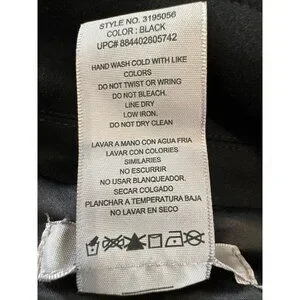 STYLE NO. 3195056
COLOR : BLACK
UPC# 884402805742
HAND WASH COLD WITH LIKE
COLORS
DO NOT TWIST OR WRING
DO NOT BLEACH.
LINE DRY
LOW IRON.
DO NOT DRY CLEAN
LAVAR A MANO CON AGUA FRIA
LAVAR CON COLORIES
SIMILARIES
NO ESCURRIR
NO USAR BLANQUEADOR.
SECAR COLGADO
PLANCHAR A TEMPERATURA BAJA
NO LAVAR EN SECO